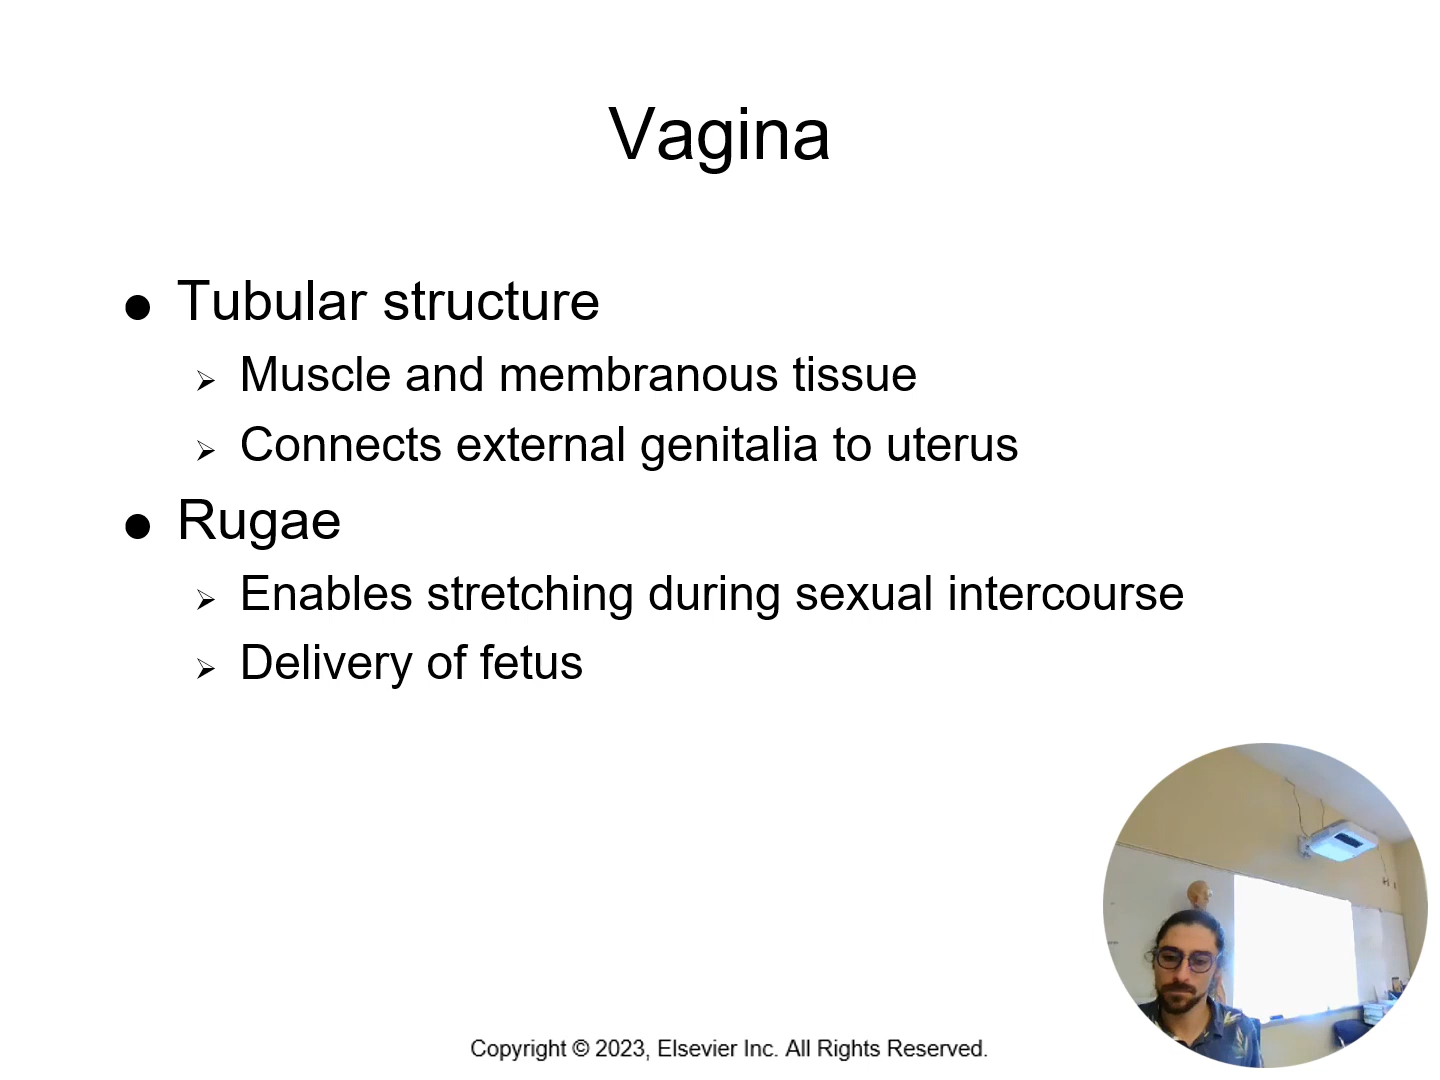 Vagina
Tubular structure
Muscle and membranous tissue
Connects external genitalia to uterus
Rugae
Enables stretching during sexual intercourse
Delivery of fetus
Copyright © 2023, Elsevier Inc. All Rights Reserved.